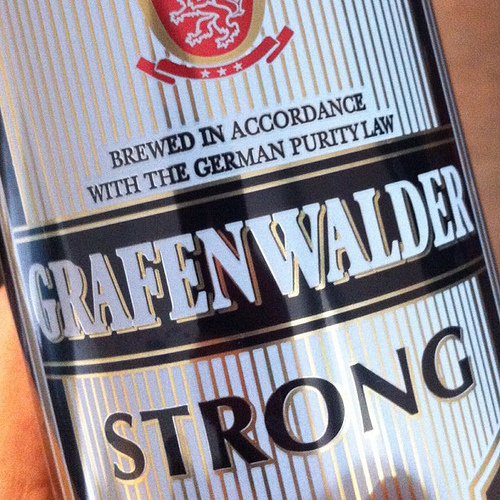 BREWED IN ACCORDANCE
WITH THE GERMAN PURITY LAW
GRAFENWALDER
STRONG